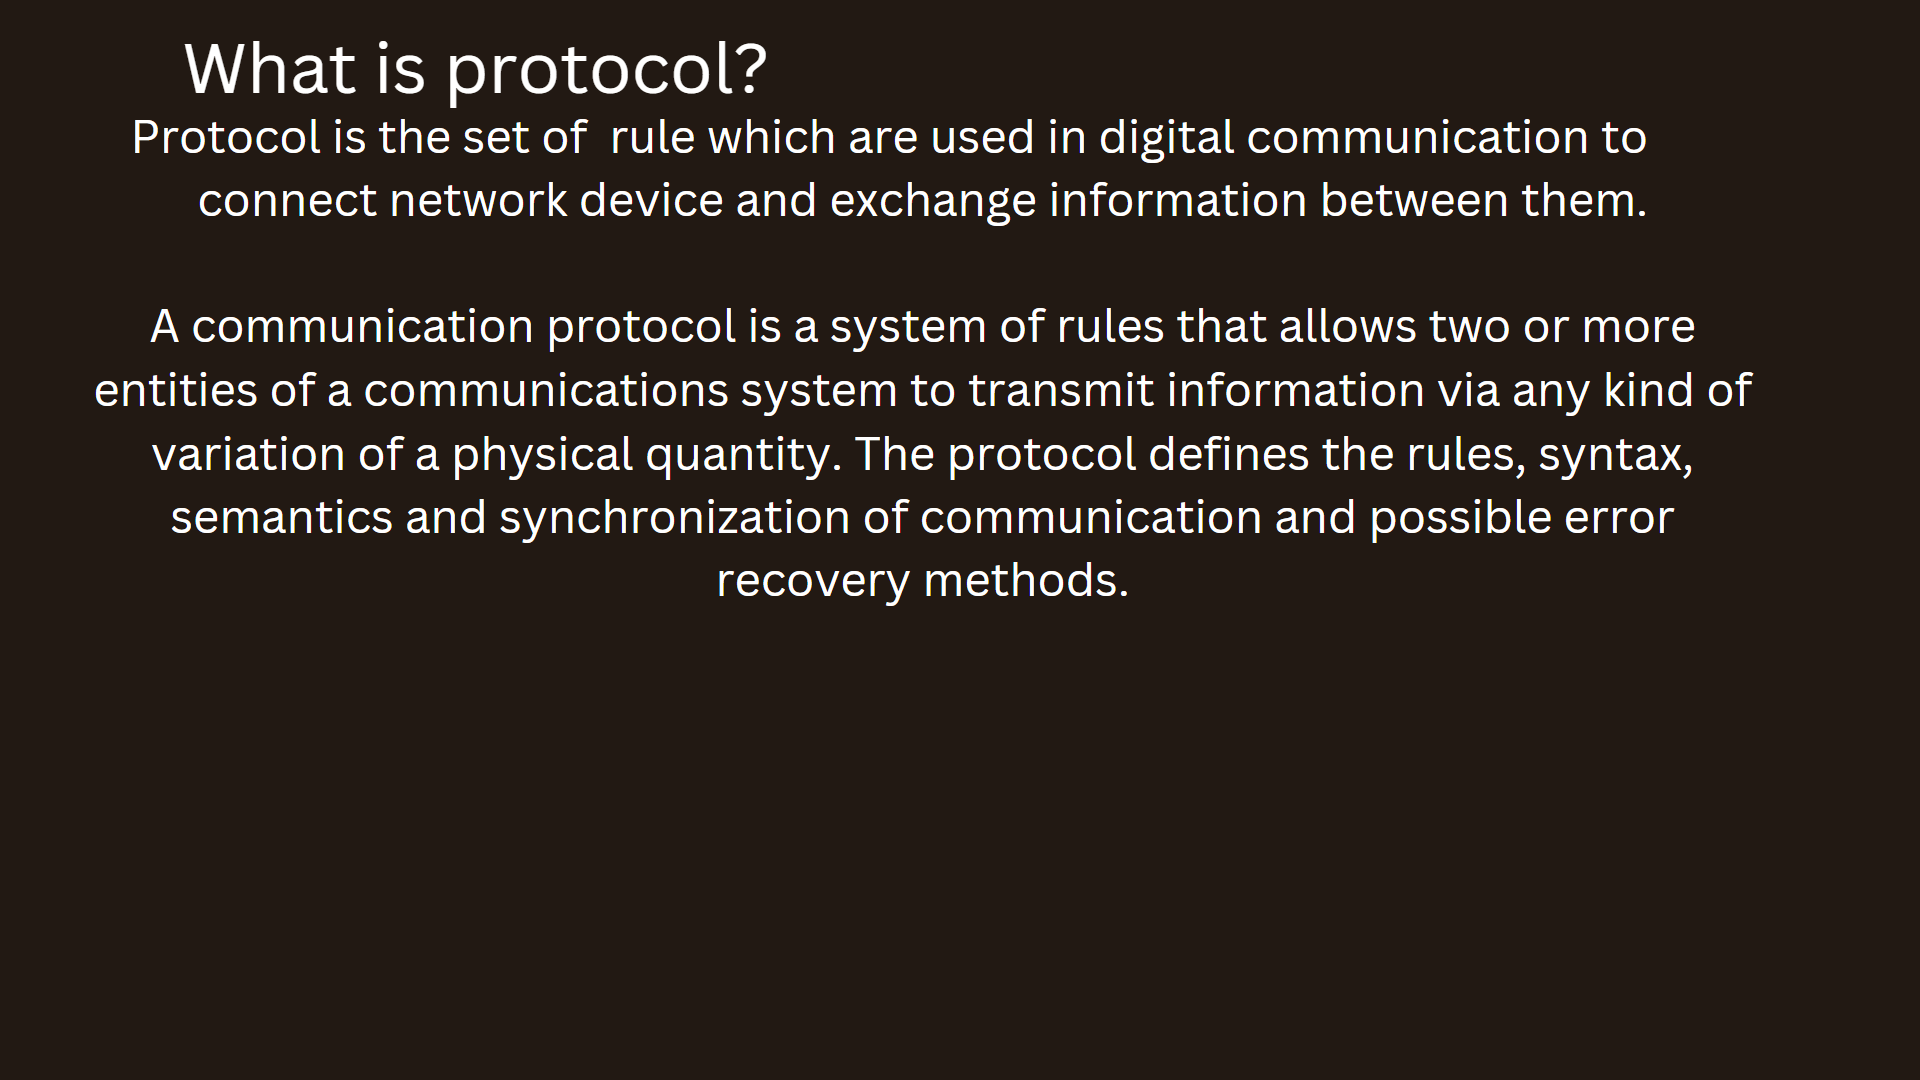 What is protocol?
Protocol is the set of  rule which are used in digital communication to
connect network device and exchange information between them.
A communication protocol is a system of rules that allows two or more
entities of a communications system to transmit information via any kind of
variation of a physical quantity. The protocol defines the rules, syntax,
semantics and synchronization of communication and possible error
recovery methods.